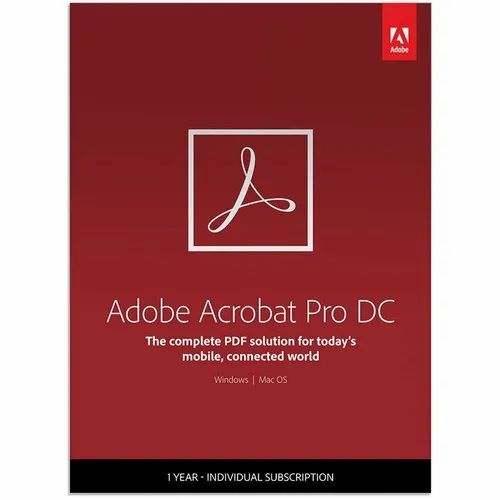 Adobe
Adobe Acrobat Pro DC
The complete PDF solution for today's
mobile, connected world
Windows | Mac OS
1 YEAR - INDIVIDUAL SUBSCRIPTION